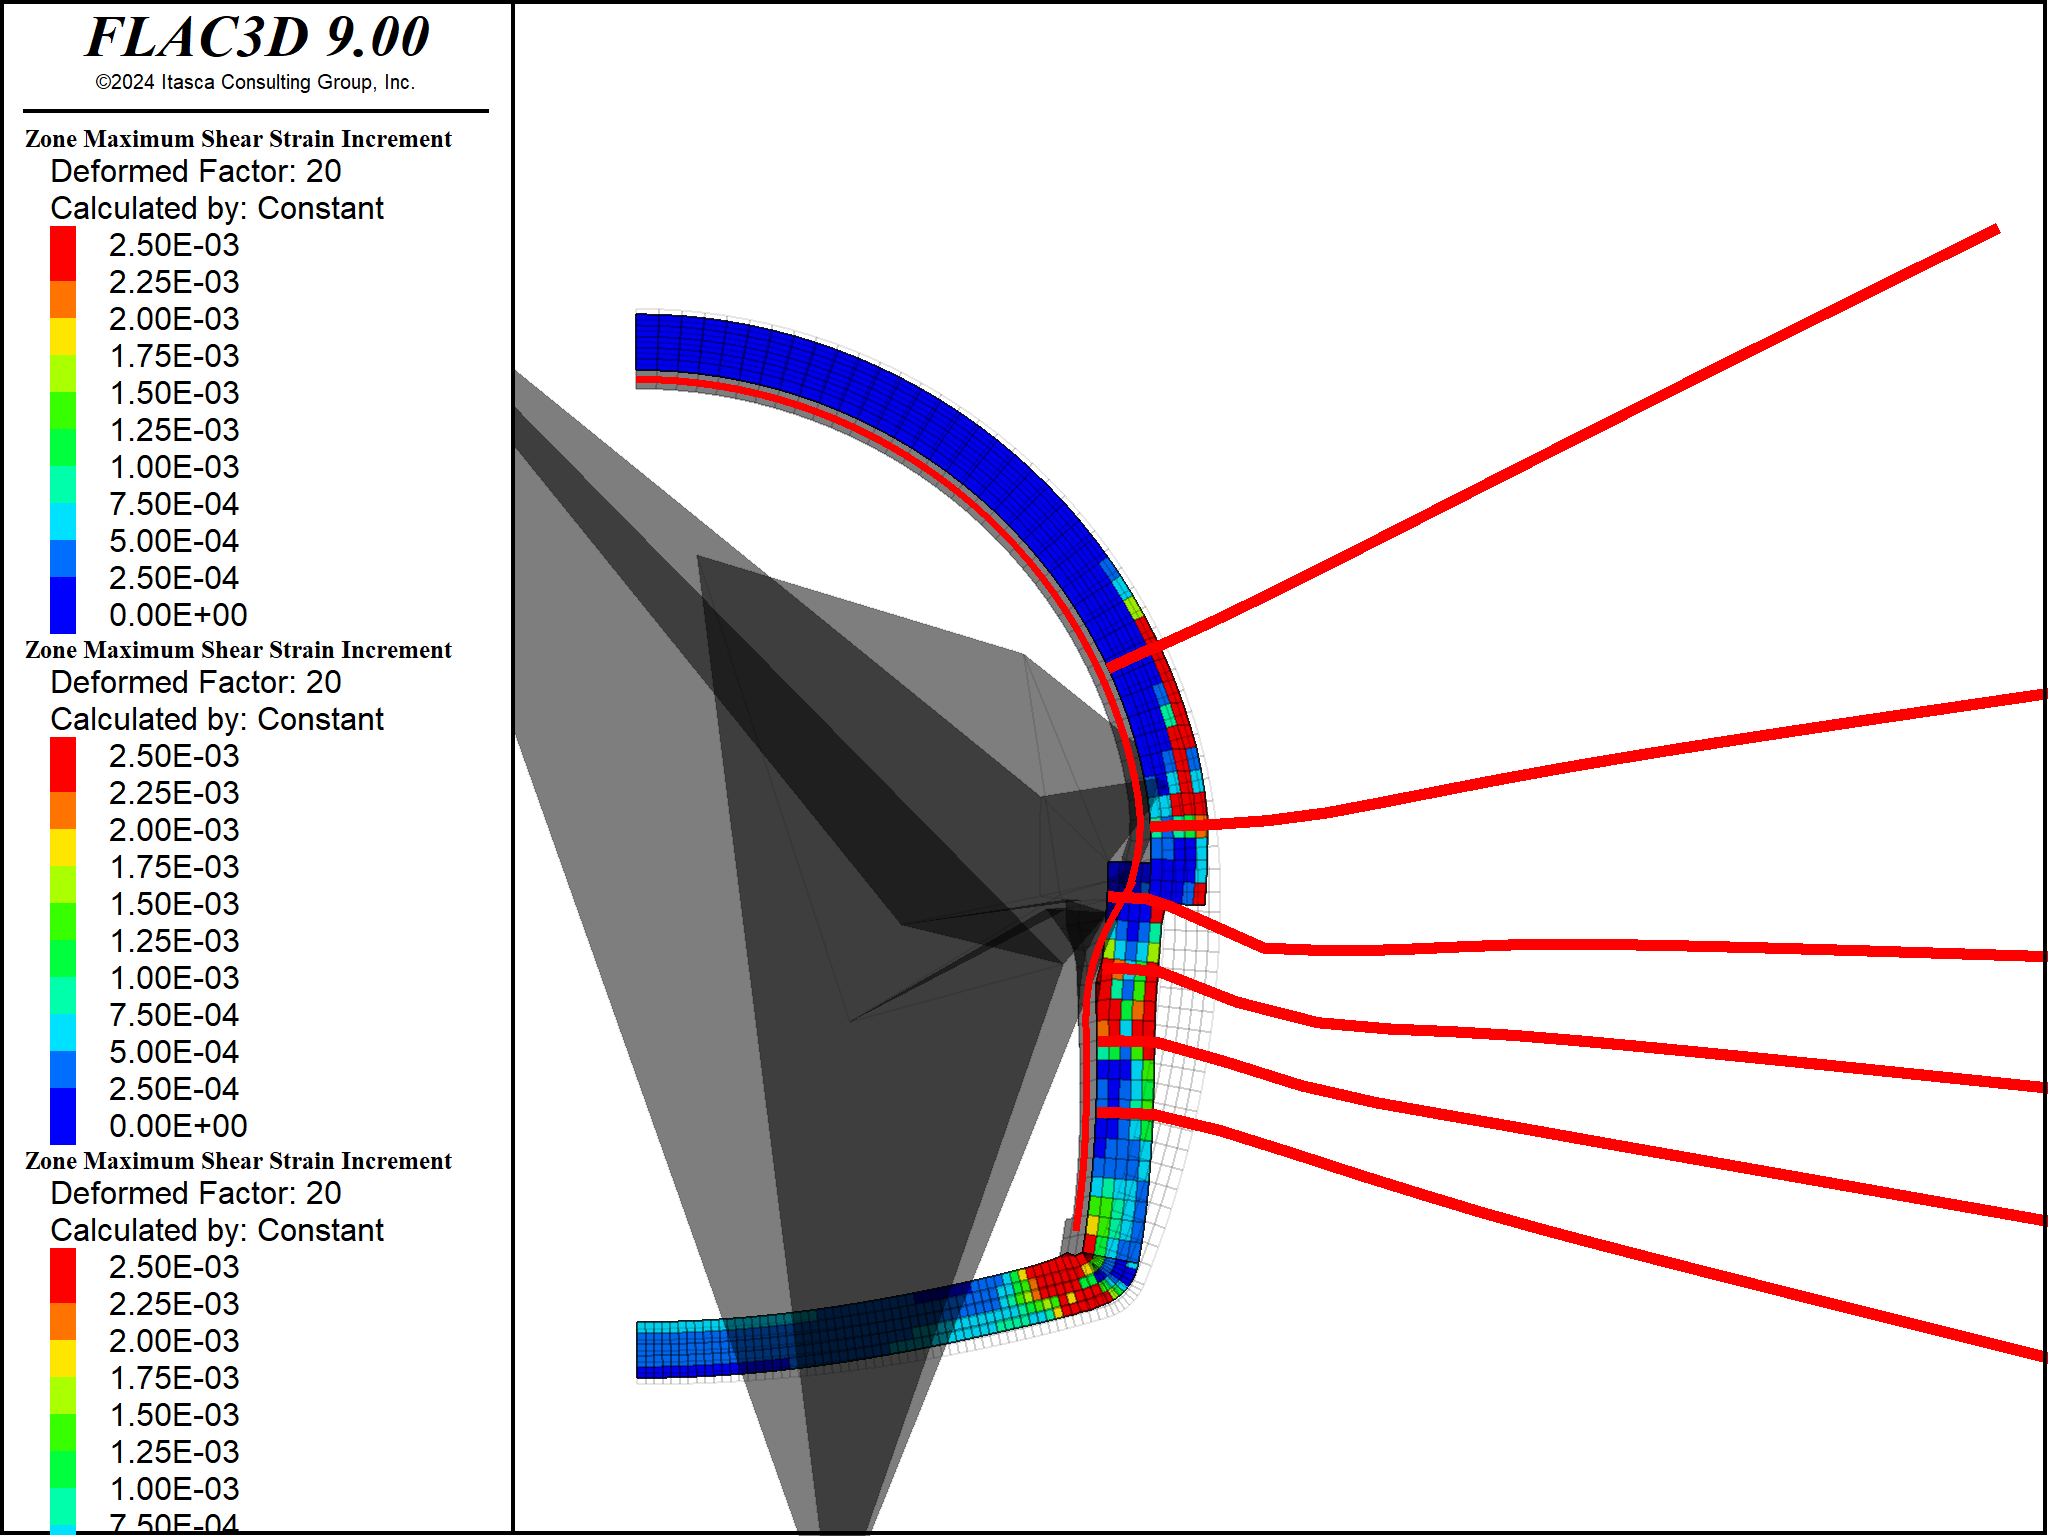 FLAC3D 9.00
©2024 Itasca Consulting Group, Inc.
Zone Maximum Shear Strain Increment
Deformed Factor: 20
Calculated by: Constant
2.50E-03
2.25E-03
2.00E-03
1.75E-03
1.50E-03
1.25E-03
1.00E-03
7.50E-04
5.00E-04
2.50E-04
0.00E+00
Zone Maximum Shear Strain Increment
Deformed Factor: 20
Calculated by: Constant
2.50E-03
2.25E-03
2.00E-03
1.75E-03
1.50E-03
1.25E-03
1.00E-03
7.50E-04
5.00E-04
2.50E-04
0.00E+00
Zone Maximum Shear Strain Increment
Deformed Factor: 20
Calculated by: Constant
2.50E-03
2.25E-03
2.00E-03
1.75E-03
1.50E-03
1.25E-03
1.00E-03
7.50E-04